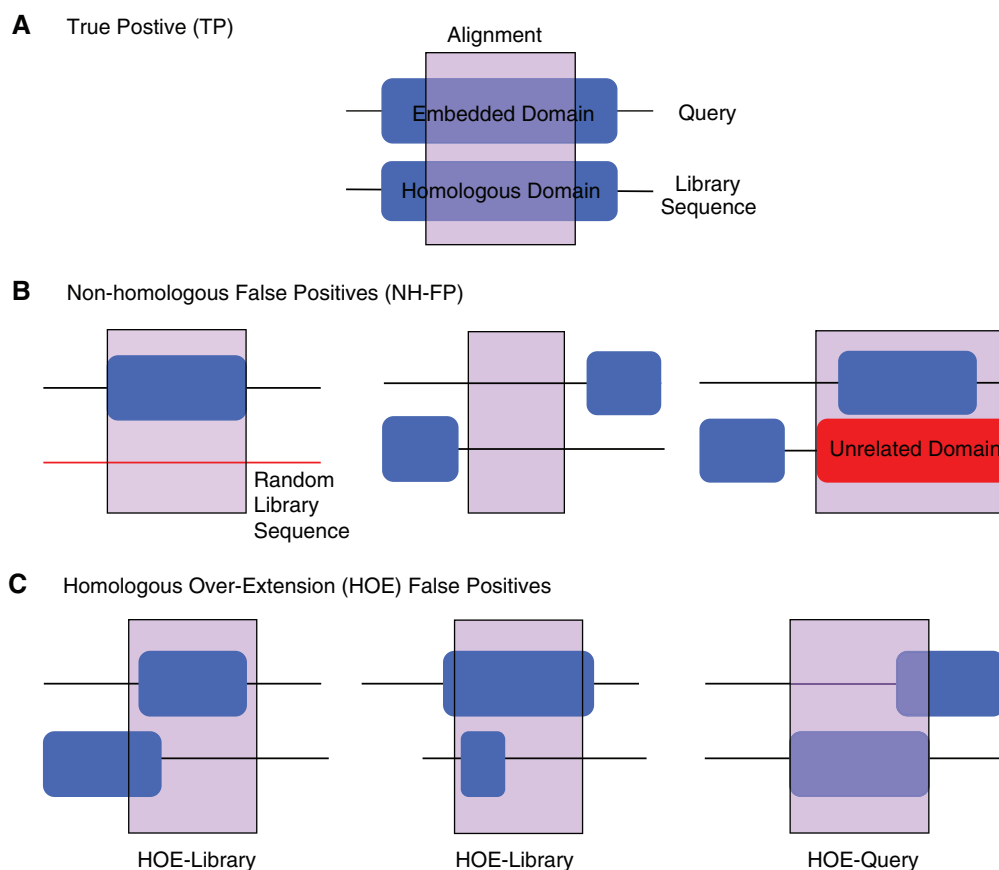 A True Postive (TP)
Alignment
Embedded Domain
Query
Homologous Domain
Library
Sequence
B Non-homologous False Positives (NH-FP)
Random
Library
Sequence
Unrelated Domain
C Homologous Over-Extension (HOE) False Positives
HOE-Library
HOE-Library
HOE-Query